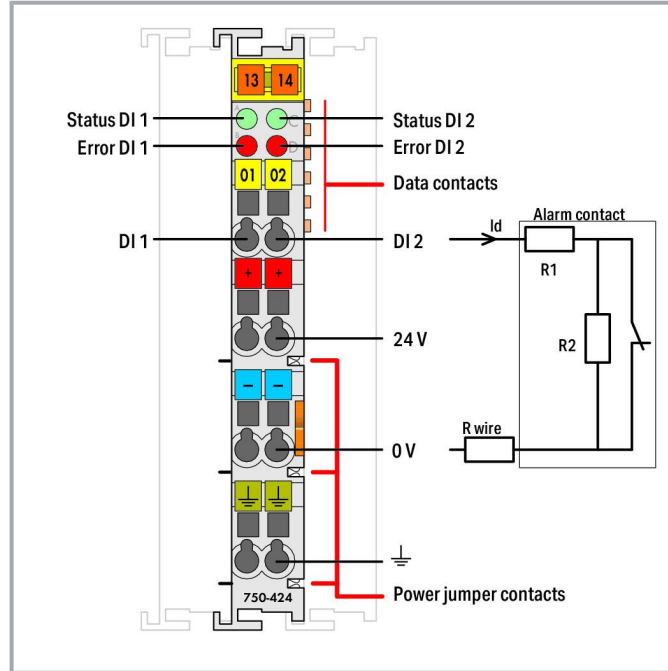 13 14
A
C
Status DI 1
Status DI 2
B
D
Error DI 1
Error DI 2
01 02
Data contacts
Alarm contact
Id
DI 1
DI 2
R1
+ +
24 V
R2
− −
R wire
0 V
Power jumper contacts
750-424